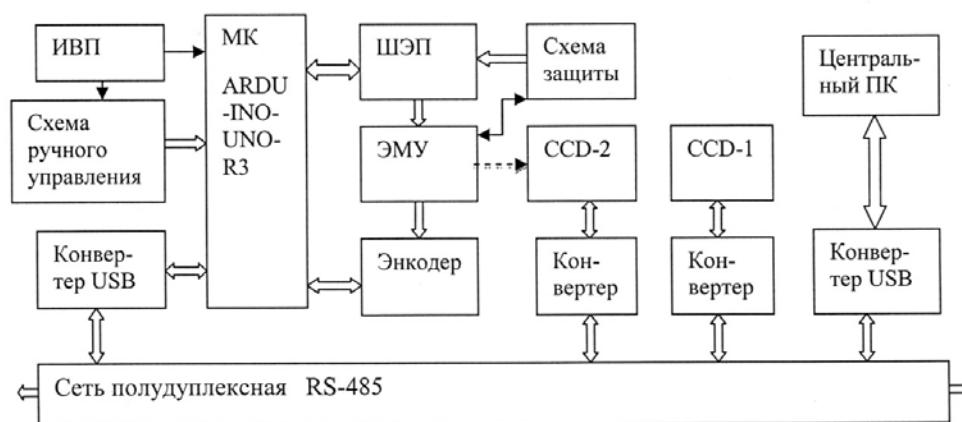 ИВП
Схема
ручного
управления
Конвер-
тер USB
МК
ARDU
-INO-
UNO-
R3
ШЭП
ЭМУ
Энкодер
Схема
защиты
CCD-2
Кон-
вертер
CCD-1
Кон-
вертер
Централь-
ный ПК
Конвер-
тер USB
Сеть полудуплексная RS-485